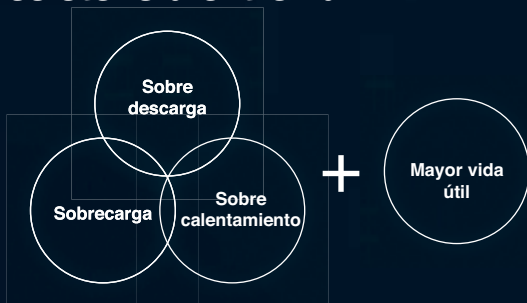 Sobre
descarga
Sobrecarga
Sobre
calentamiento
+
Mayor vida
útil